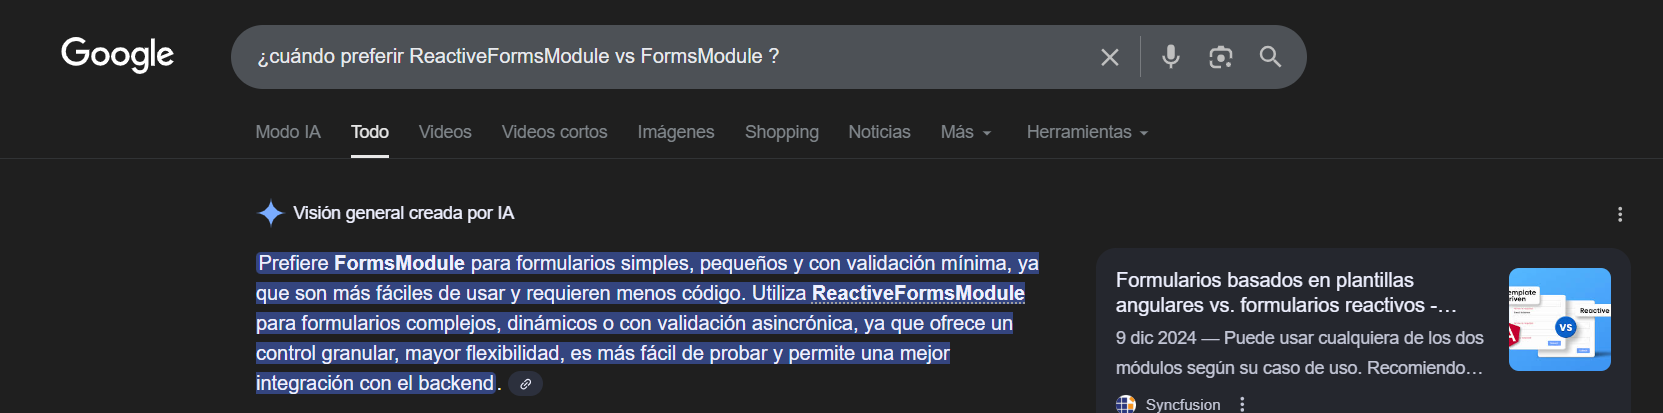 Google
¿cuándo preferir ReactiveFormsModule vs FormsModule ?
Modo IA Todo Videos Videos cortos Imágenes Shopping Noticias Más Herramientas
Visión general creada por IA
Prefiere FormsModule para formularios simples, pequeños y con validación mínima, ya
que son más fáciles de usar y requieren menos código. Utiliza ReactiveFormsModule
para formularios complejos, dinámicos o con validación asincrónica, ya que ofrece un
control granular, mayor flexibilidad, es más fácil de probar y permite una mejor
integración con el backend.
Formularios basados en plantillas
angulares vs. formularios reactivos -...
9 dic 2024 — Puede usar cualquiera de los dos
módulos según su caso de uso. Recomiendo...
Syncfusion
Reactive
VS